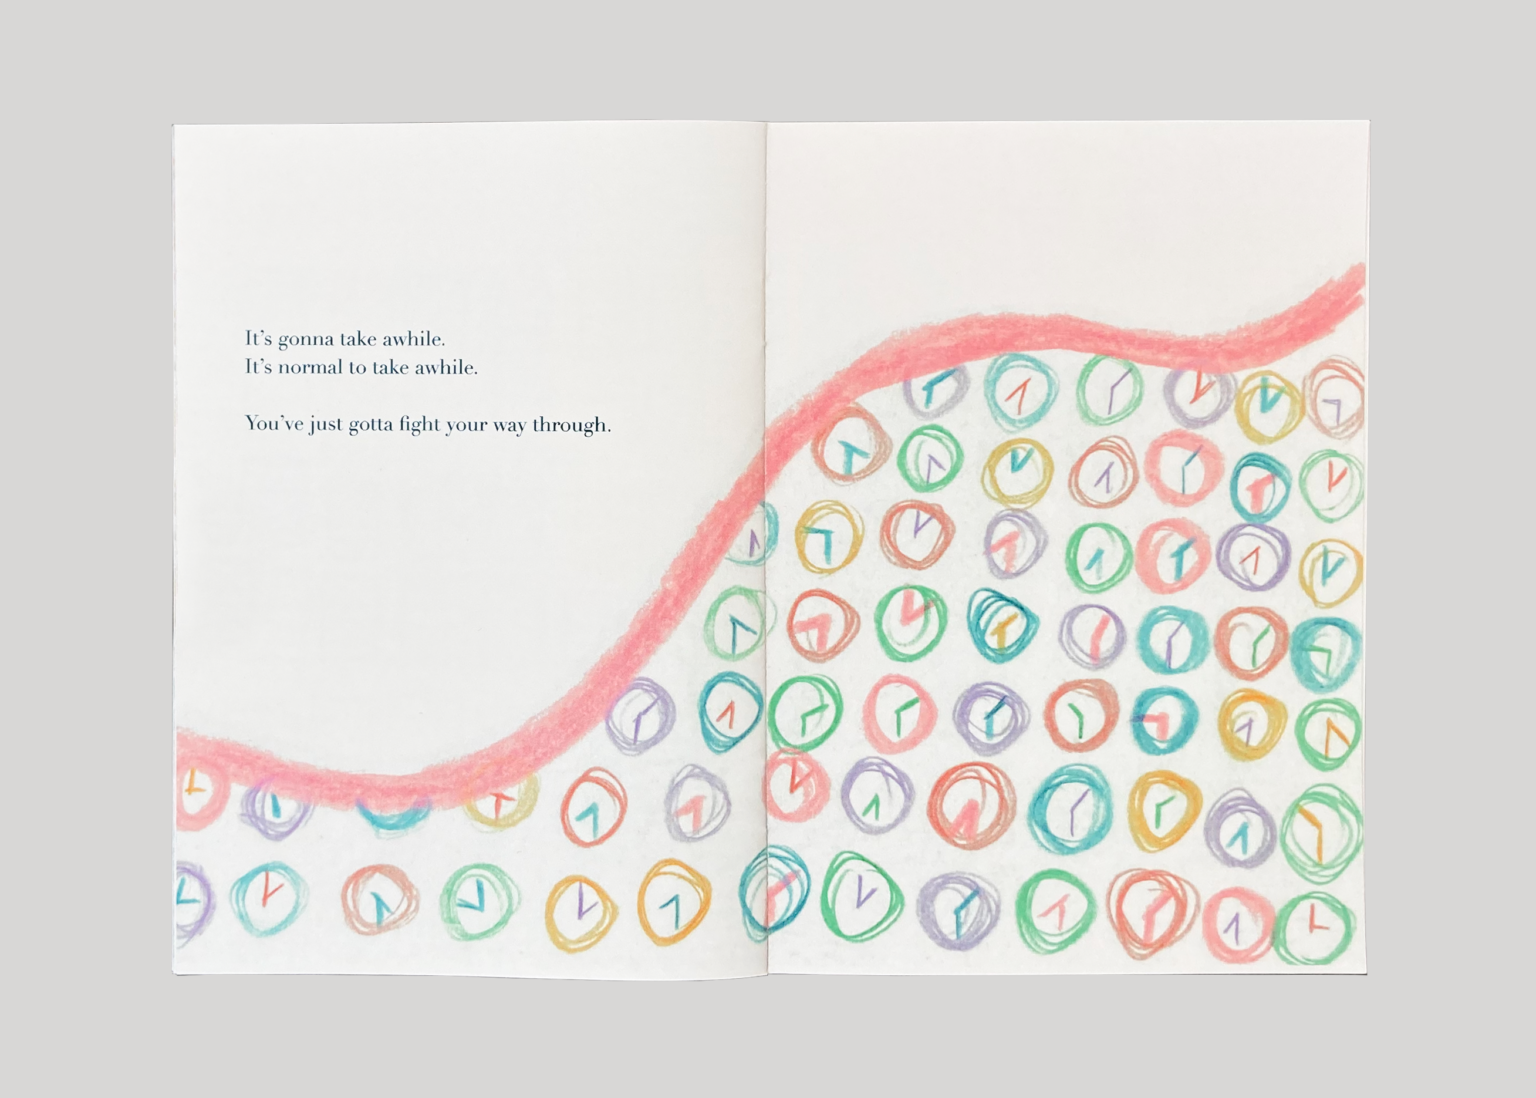 It's gonna take awhile.
It's normal to take awhile.
You've just gotta fight your way through.